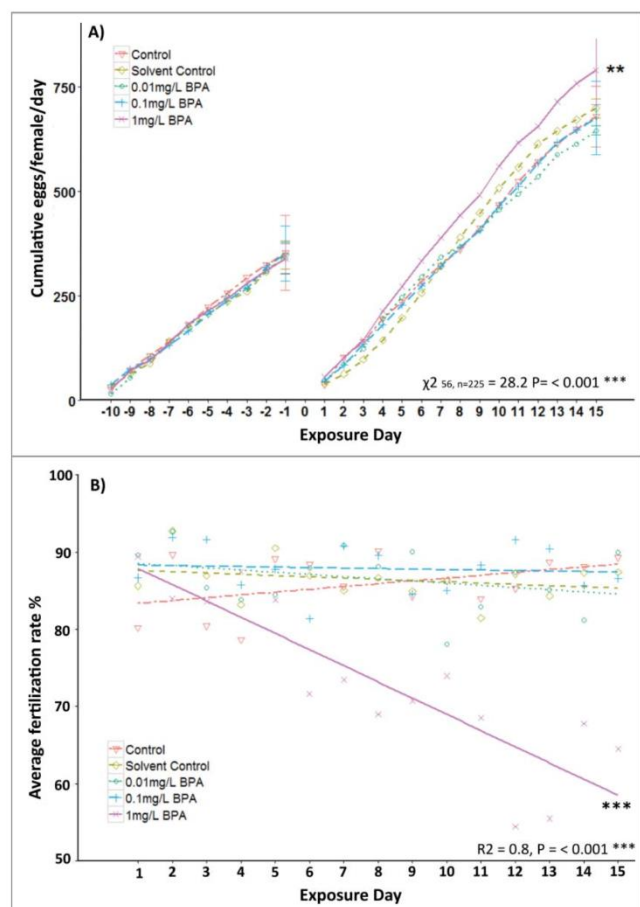 A)
Control
Solvent Control
0.01mg/L BPA
0.1mg/L BPA
1mg/L BPA
**
750
500
250
0
Cumulative eggs/female/day
χ2 56, n=225 = 28.2 P= < 0.001 ***
-10 -9 -8 -7 -6 -5 -4 -3 -2 -1 0 1 2 3 4 5 6 7 8 9 10 11 12 13 14 15
Exposure Day
B)
100
90
80
70
60
50
Average fertilization rate %
Control
Solvent Control
0.01mg/L BPA
0.1mg/L BPA
1mg/L BPA
***
R2 = 0.8, P = < 0.001 ***
1 2 3 4 5 6 7 8 9 10 11 12 13 14 15
Exposure Day